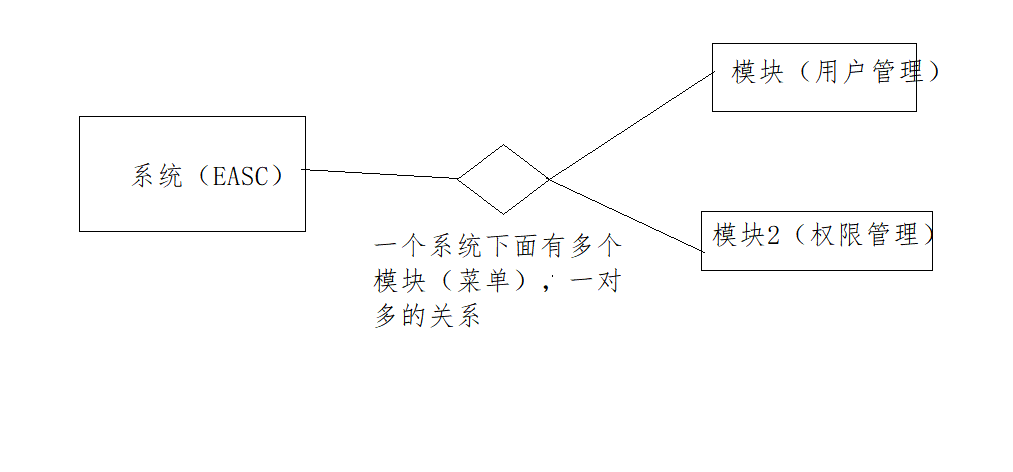 模块（用户管理）
系统（EASC）
模块2（权限管理）
一个系统下面有多个
模块（菜单），一对
多的关系